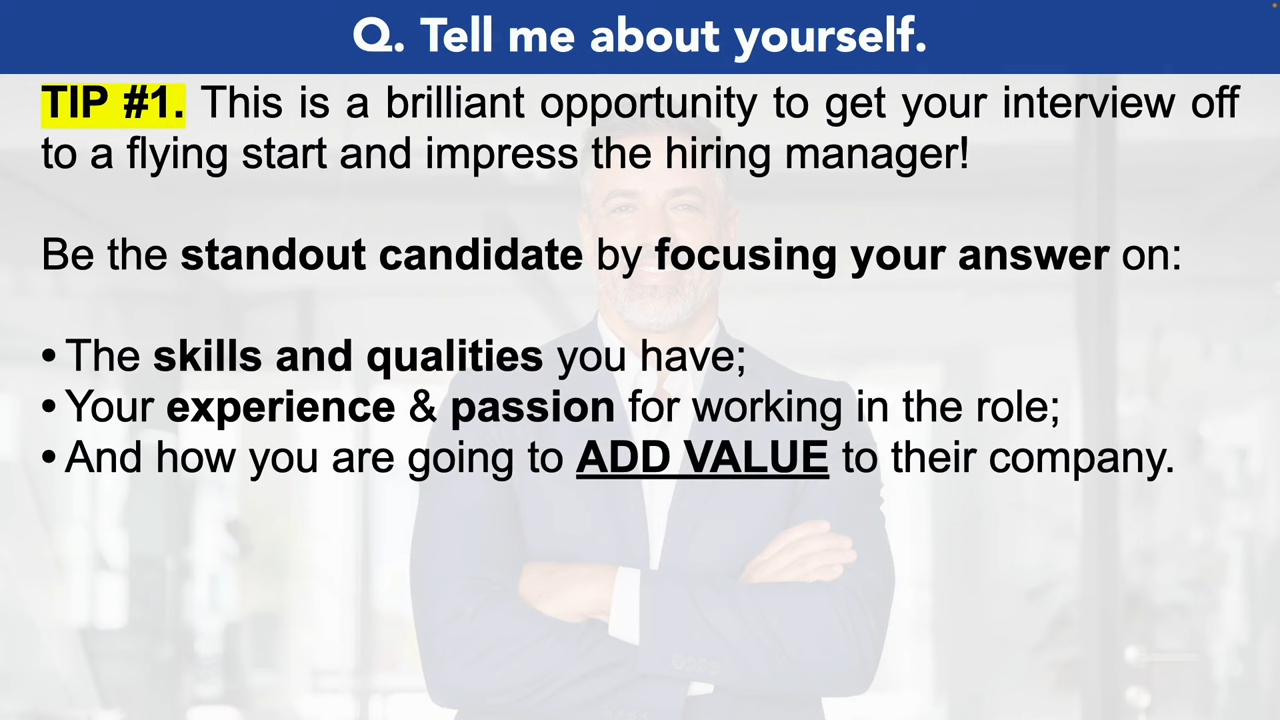 Q. Tell me about yourself.
TIP #1. This is a brilliant opportunity to get your interview off
to a flying start and impress the hiring manager!
Be the standout candidate by focusing your answer on:
• The skills and qualities you have;
• Your experience & passion for working in the role;
• And how you are going to ADD VALUE to their company.